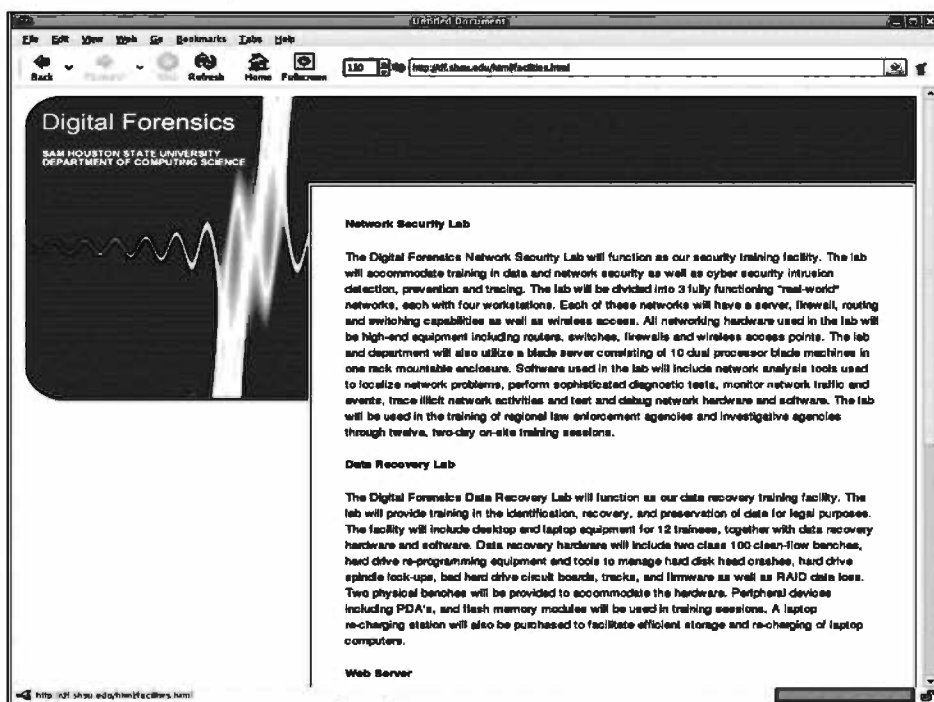 Untitled Document
File Edit View Web Go Bookmarks Tabs Help
Back Refresh Home Fullscreen 110 http://df.shsu.edu/html/facilities.html
Digital Forensics
SAM HOUSTON STATE UNIVERSITY
DEPARTMENT OF COMPUTING SCIENCE
Network Security Lab
The Digital Forensics Network Security Lab will function as our security training facility. The lab
will accommodate training in data and network security as well as cyber security intrusion
detection, prevention and tracing. The lab will be divided into 3 fully functioning "real-world"
networks, each with four workstations. Each of these networks will have a server, firewall, routing
and switching capabilities as well as wireless access. All networking hardware used in the lab will
be high-end equipment including routers, switches, firewalls and wireless access points. The lab
and department will also utilize a blade server consisting of 10 dual processor blade machines in
one rack mountable enclosure. Software used in the lab will include network analysis tools used
to localize network problems, perform sophisticated diagnostic tests, monitor network traffic and
events, trace illicit network activities and test and debug network hardware and software. The lab
will be used in the training of regional law enforcement agencies and investigative agencies
through twelve, two-day on-site training sessions.
Data Recovery Lab
The Digital Forensics Data Recovery Lab will function as our data recovery training facility. The
lab will provide training in the identification, recovery, and preservation of data for legal purposes.
The facility will include desktop and laptop equipment for 12 trainees, together with data recovery
hardware and software. Data recovery hardware will include two class 100 clean-flow benches,
hard drive re-programming equipment and tools to manage hard disk head crashes, hard drive
spindle lock-ups, bad hard drive circuit boards, tracks, and firmware as well as RAID data loss.
Two physical benches will be provided to accommodate the hardware. Peripheral devices
including PDA's, and flash memory modules will be used in training sessions. A laptop
re-charging station will also be purchased to facilitate efficient storage and re-charging of laptop
computers.
Web Server
http://df.shsu.edu/html/facilities.html